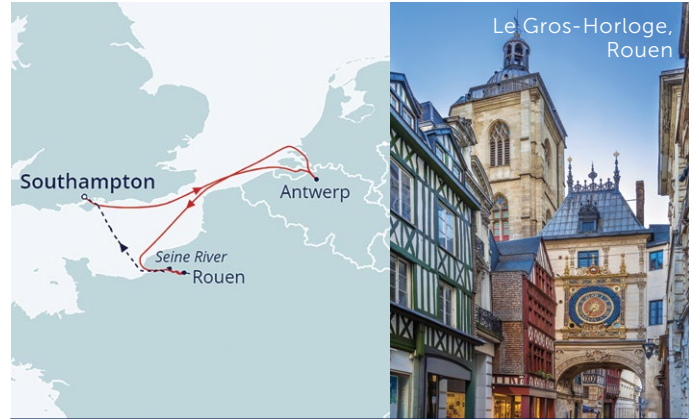 Le Gros-Horloge,
Rouen
Southampton
Antwerp
Seine River
Rouen